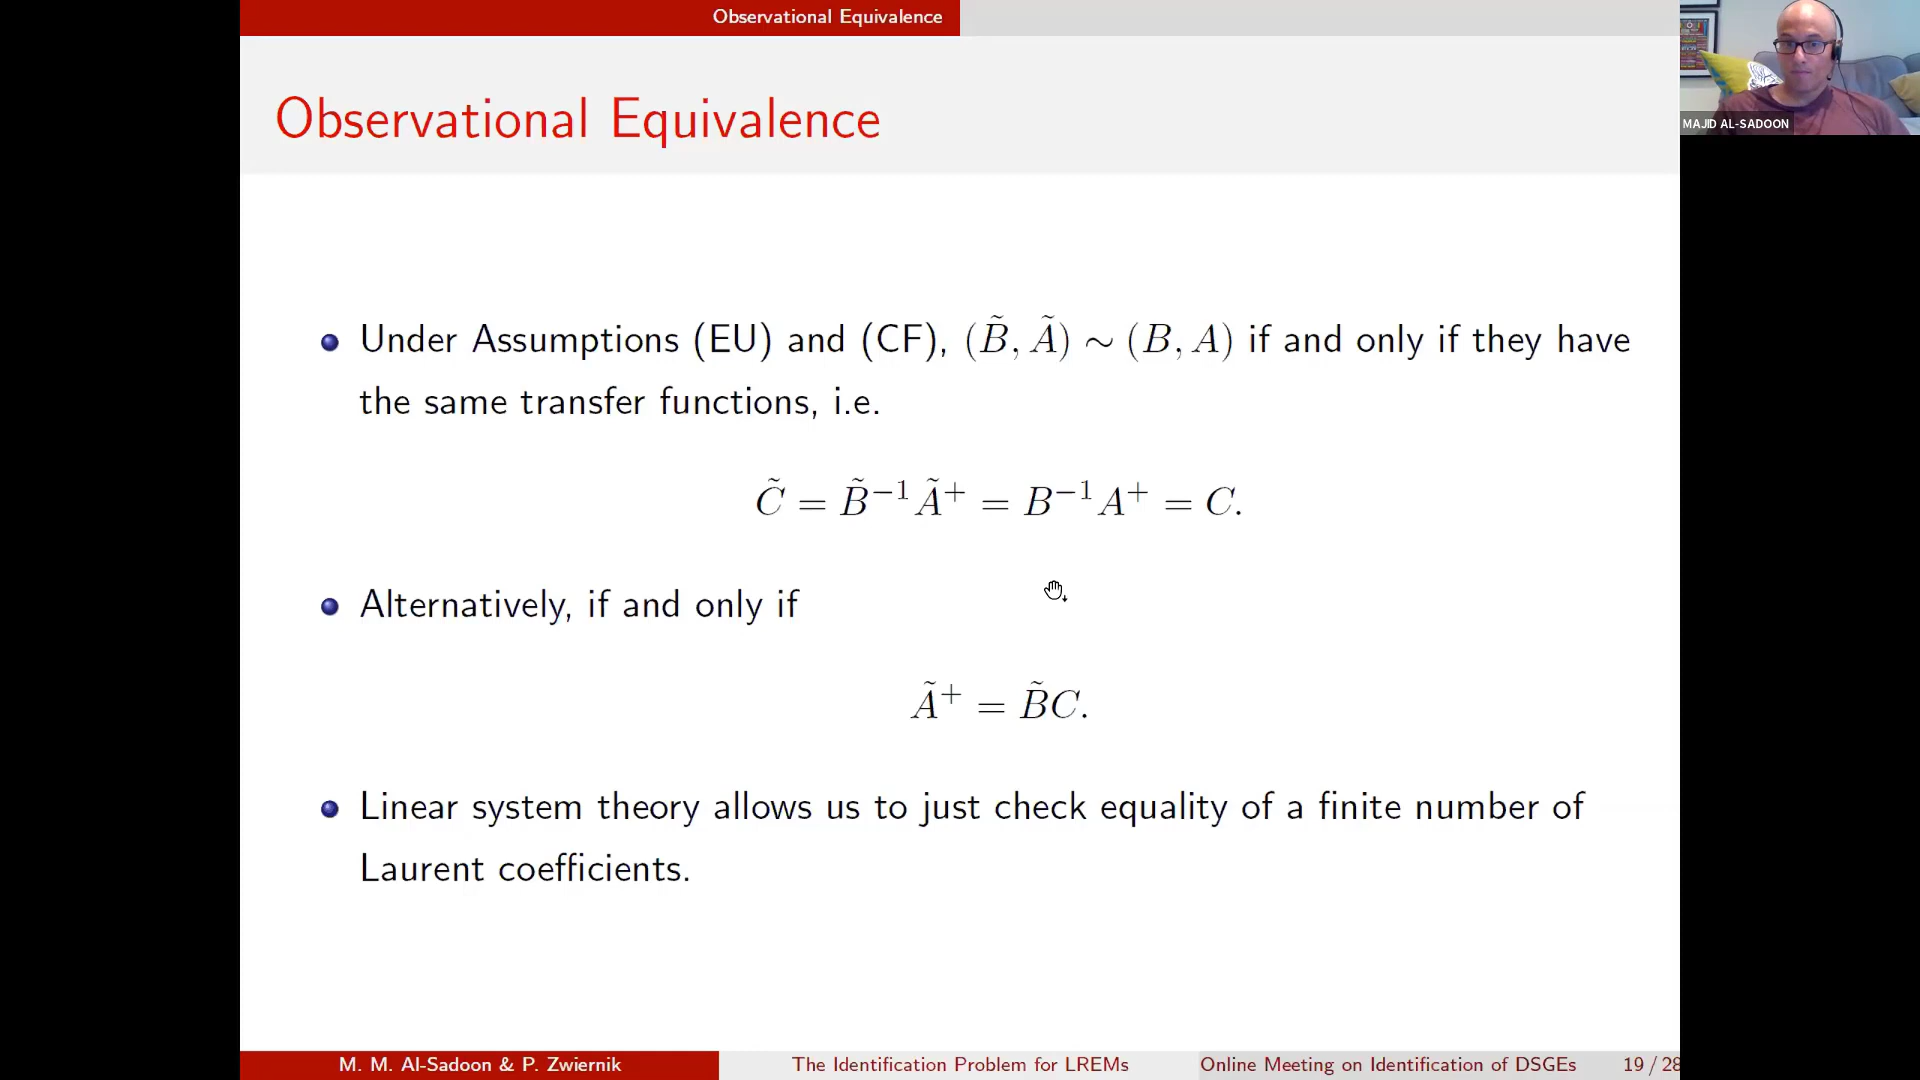 Observational Equivalence
Observational Equivalence
MAJID AL-SADOON
Under Assumptions (EU) and (CF), (B̃, Ã) ∼ (B, A) if and only if they have
the same transfer functions, i.e.
C̃ = B̃⁻¹Ã⁺ = B⁻¹A⁺ = C.
Alternatively, if and only if
Ã⁺ = B̃C.
Linear system theory allows us to just check equality of a finite number of
Laurent coefficients.
M. M. Al-Sadoon & P. Zwiernik
The Identification Problem for LREMs
Online Meeting on Identification of DSGEs
19 / 28